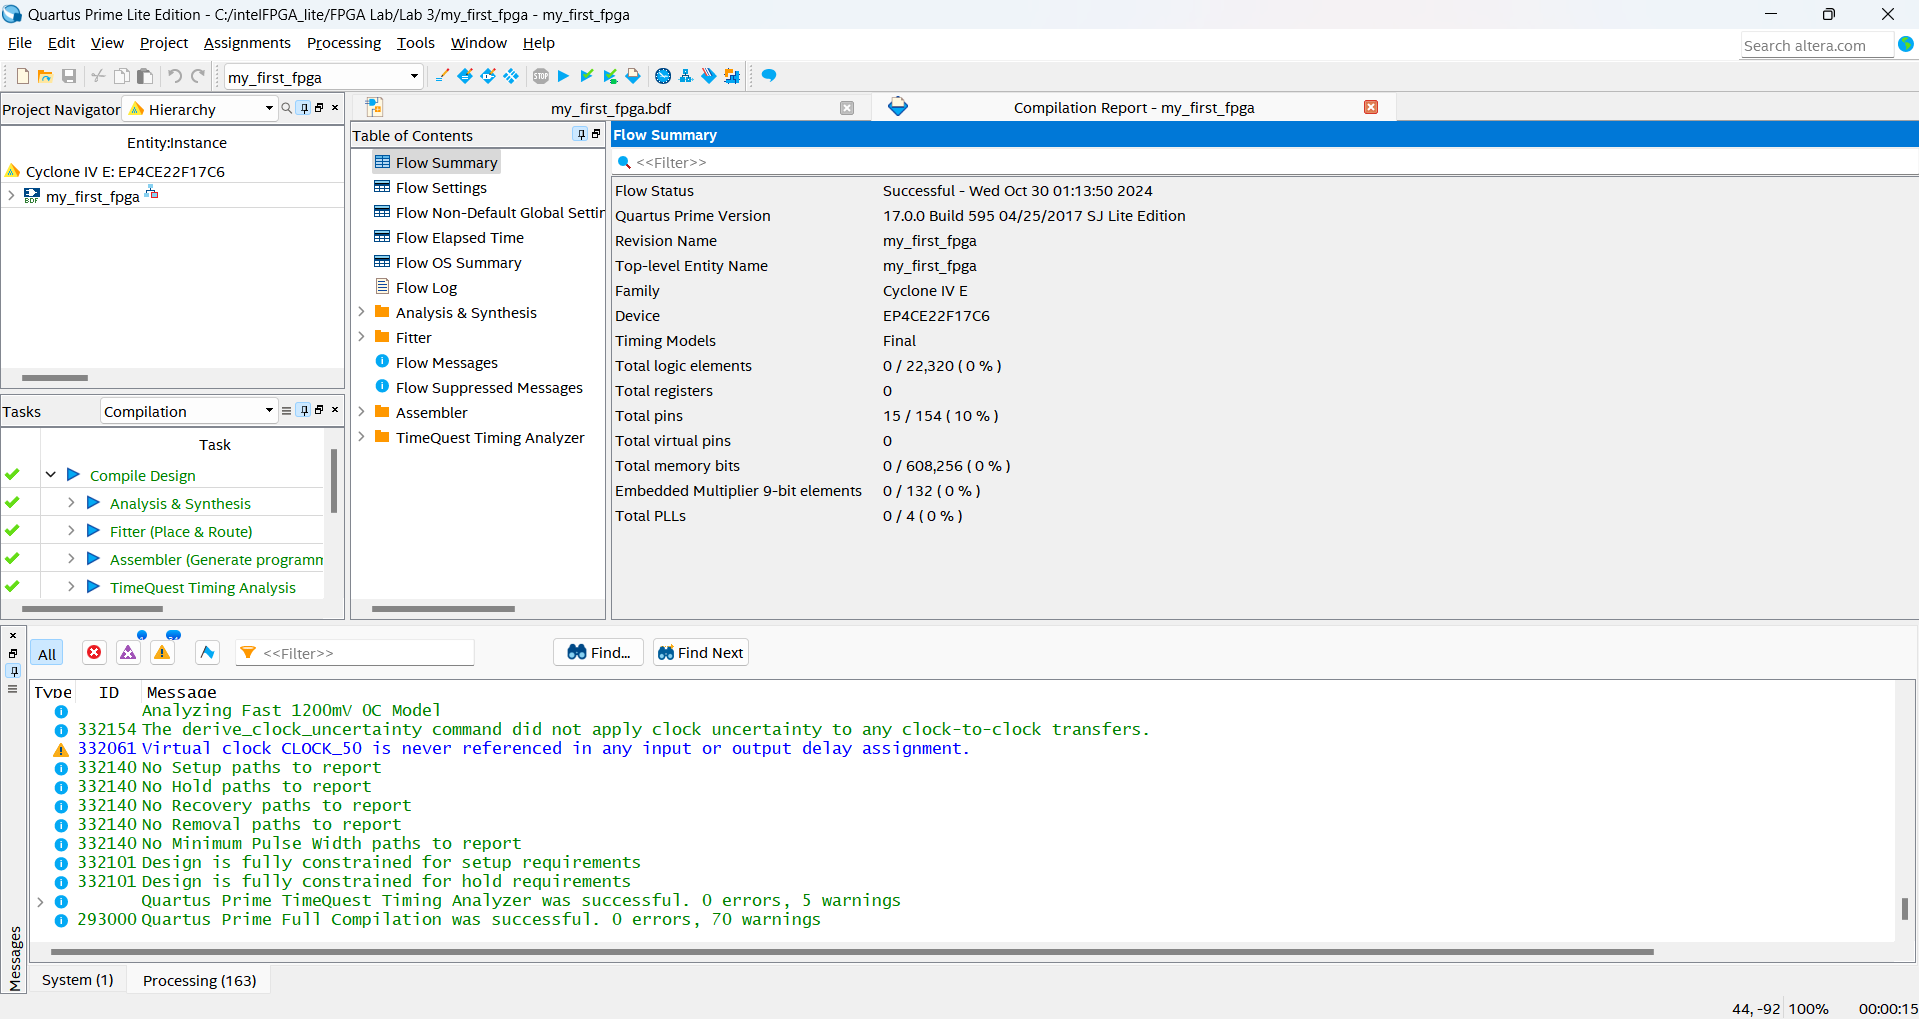 Quartus Prime Lite Edition - C:/intelFPGA_lite/FPGA Lab/Lab 3/my_first_fpga - my_first_fpga
File Edit View Project Assignments Processing Tools Window Help
Search altera.com
my_first_fpga
STOP
Project Navigator Hierarchy
my_first_fpga.bdf
Compilation Report - my_first_fpga
Entity:Instance
Cyclone IV E: EP4CE22F17C6
BDF my_first_fpga
Table of Contents
Flow Summary
Flow Settings
Flow Non-Default Global Settin
Flow Elapsed Time
Flow OS Summary
Flow Log
Analysis & Synthesis
Fitter
Flow Messages
Flow Suppressed Messages
Assembler
TimeQuest Timing Analyzer
Flow Summary
<<Filter>>
Flow Status Successful - Wed Oct 30 01:13:50 2024
Quartus Prime Version 17.0.0 Build 595 04/25/2017 SJ Lite Edition
Revision Name my_first_fpga
Top-level Entity Name my_first_fpga
Family Cyclone IV E
Device EP4CE22F17C6
Timing Models Final
Total logic elements 0 / 22,320 ( 0 % )
Total registers 0
Total pins 15 / 154 ( 10 % )
Total virtual pins 0
Total memory bits 0 / 608,256 ( 0 % )
Embedded Multiplier 9-bit elements 0 / 132 ( 0 % )
Total PLLs 0 / 4 ( 0 % )
Tasks Compilation
Task
Compile Design
Analysis & Synthesis
Fitter (Place & Route)
Assembler (Generate programm
TimeQuest Timing Analysis
All
<<Filter>>
Find...
Find Next
Type ID Message
Analyzing Fast 1200mV 0C Model
332154 The derive_clock_uncertainty command did not apply clock uncertainty to any clock-to-clock transfers.
332061 Virtual clock CLOCK_50 is never referenced in any input or output delay assignment.
332140 No Setup paths to report
332140 No Hold paths to report
332140 No Recovery paths to report
332140 No Removal paths to report
332140 No Minimum Pulse Width paths to report
332101 Design is fully constrained for setup requirements
332101 Design is fully constrained for hold requirements
Quartus Prime TimeQuest Timing Analyzer was successful. 0 errors, 5 warnings
293000 Quartus Prime Full Compilation was successful. 0 errors, 70 warnings
Messages
System (1)
Processing (163)
44, -92 100% 00:00:15